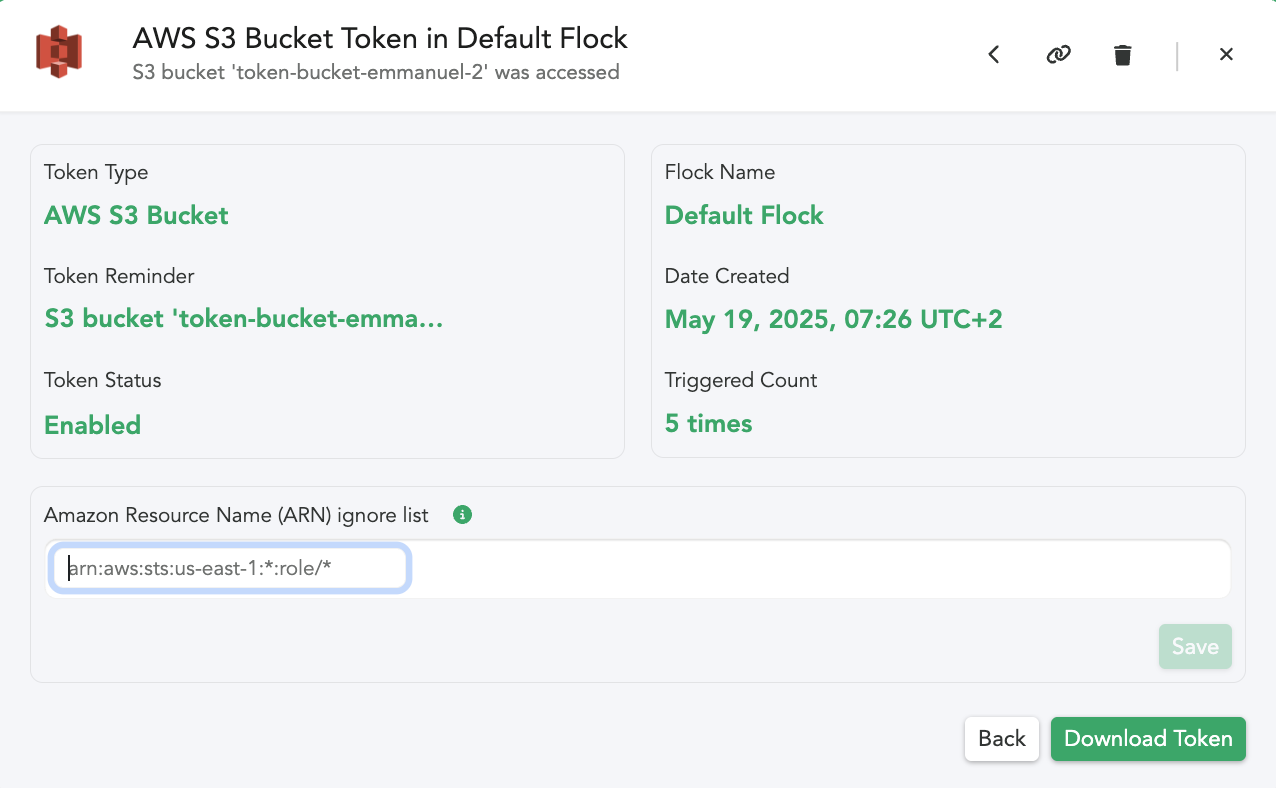 AWS S3 Bucket Token in Default Flock
S3 bucket 'token-bucket-emmanuel-2' was accessed
Token Type
AWS S3 Bucket
Token Reminder
S3 bucket 'token-bucket-emma...
Token Status
Enabled
Flock Name
Default Flock
Date Created
May 19, 2025, 07:26 UTC+2
Triggered Count
5 times
Amazon Resource Name (ARN) ignore list
arn:aws:sts:us-east-1:*:role/*
Save
Back
Download Token